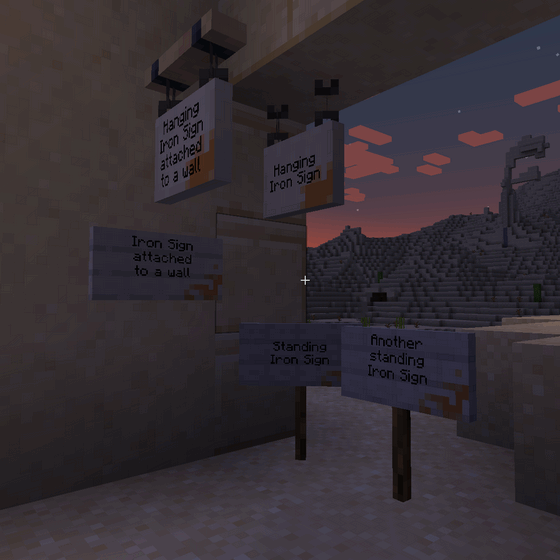 Hanging
Iron Sign
attached
to a wall
Hanging
Iron Sign
Iron Sign
attached
to a wall
Standing
Iron Sign
Another
standing
Iron Sign